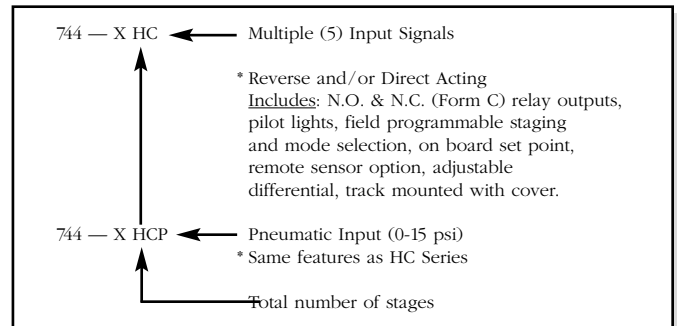 744 — X HC Multiple (5) Input Signals
* Reverse and/or Direct Acting
Includes: N.O. & N.C. (Form C) relay outputs,
pilot lights, field programmable staging
and mode selection, on board set point,
remote sensor option, adjustable
differential, track mounted with cover.
744 — X HCP Pneumatic Input (0-15 psi)
* Same features as HC Series
Total number of stages